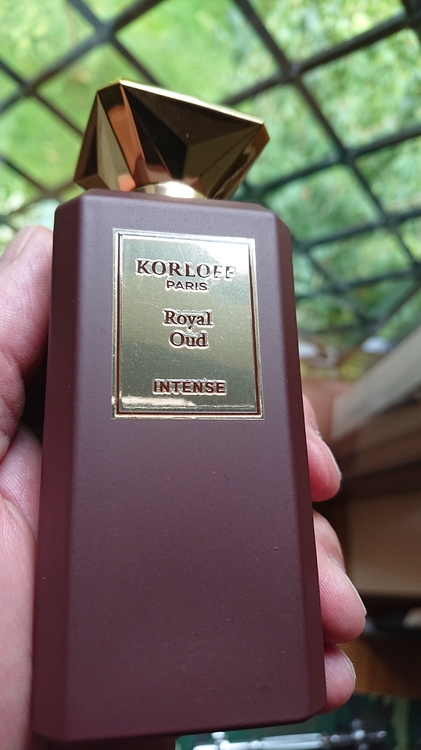 KORLOFF
PARIS
Royal
Oud
INTENSE